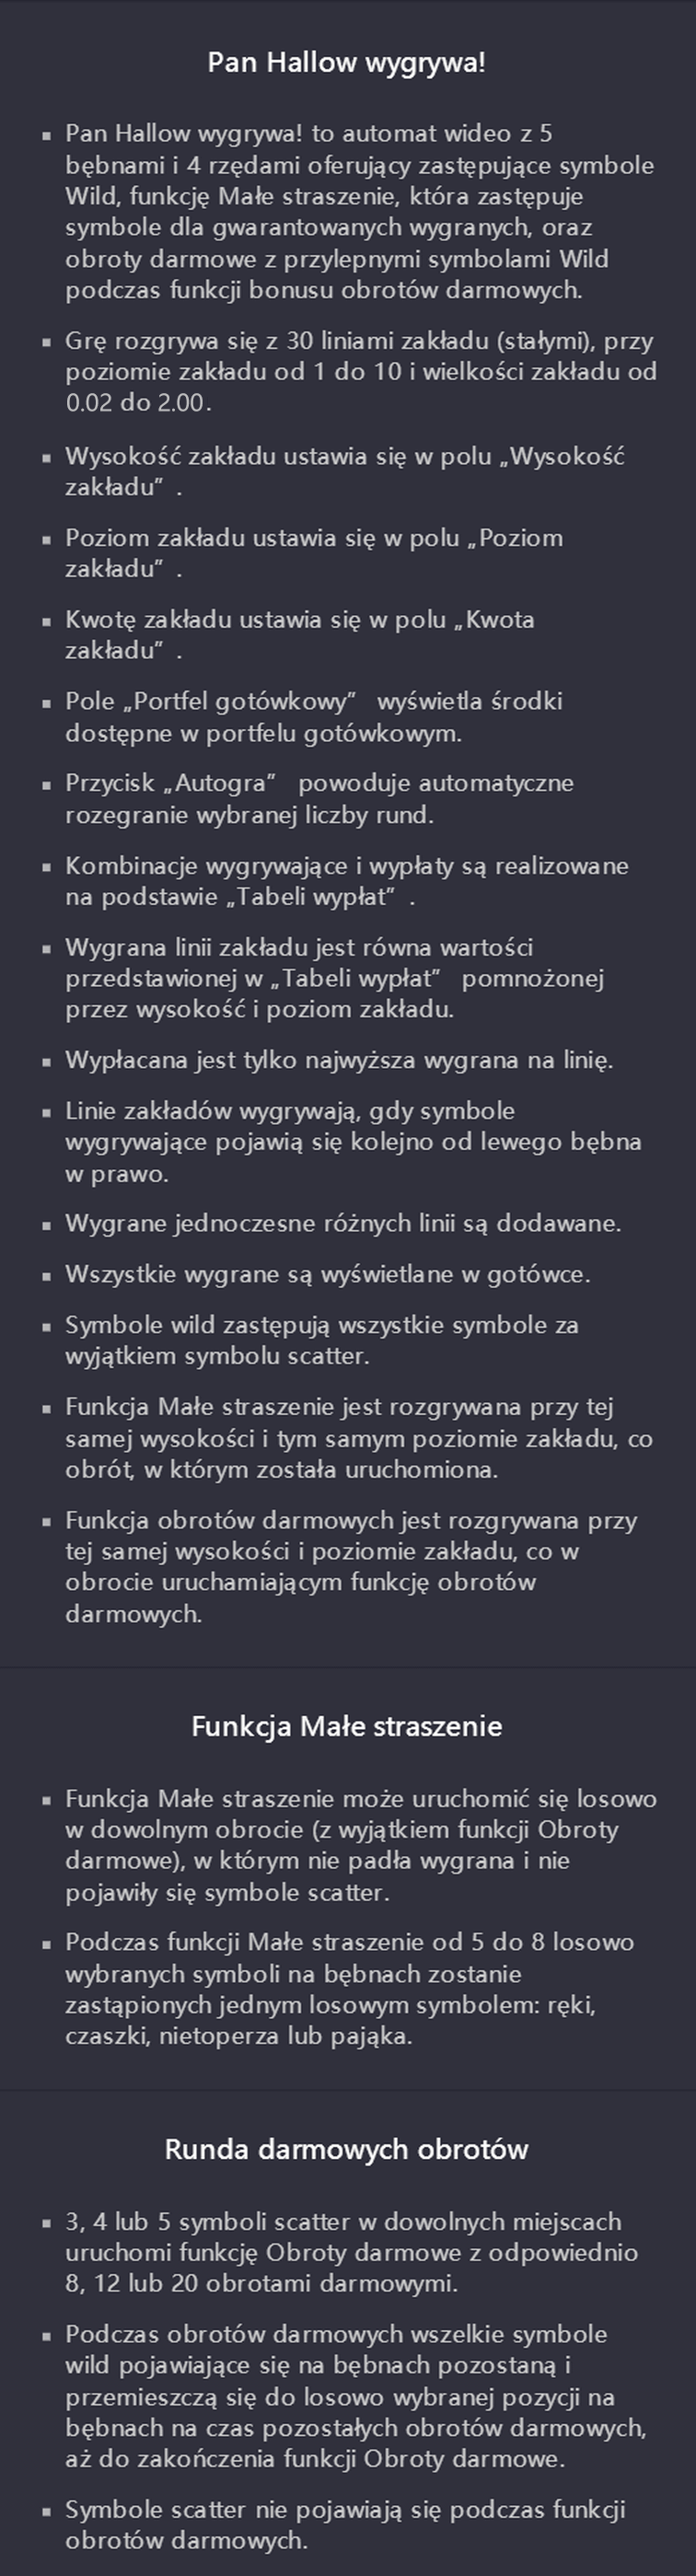 Pan Hallow wygrywa!
▪ Pan Hallow wygrywa! to automat wideo z 5
bębnami i 4 rzędami oferujący zastępujące symbole
Wild, funkcję Małe straszenie, która zastępuje
symbole dla gwarantowanych wygranych, oraz
obroty darmowe z przylepnymi symbolami Wild
podczas funkcji bonusu obrotów darmowych.
▪ Grę rozgrywa się z 30 liniami zakładu (stałymi), przy
poziomie zakładu od 1 do 10 i wielkości zakładu od
0.02 do 2.00.
▪ Wysokość zakładu ustawia się w polu „Wysokość
zakładu” .
▪ Poziom zakładu ustawia się w polu „Poziom
zakładu” .
▪ Kwotę zakładu ustawia się w polu „Kwota
zakładu” .
▪ Pole „Portfel gotówkowy” wyświetla środki
dostępne w portfelu gotówkowym.
▪ Przycisk „Autogra” powoduje automatyczne
rozegranie wybranej liczby rund.
▪ Kombinacje wygrywające i wypłaty są realizowane
na podstawie „Tabeli wypłat” .
▪ Wygrana linii zakładu jest równa wartości
przedstawionej w „Tabeli wypłat” pomnożonej
przez wysokość i poziom zakładu.
▪ Wypłacana jest tylko najwyższa wygrana na linię.
▪ Linie zakładów wygrywają, gdy symbole
wygrywające pojawią się kolejno od lewego bębna
w prawo.
▪ Wygrane jednoczesne różnych linii są dodawane.
▪ Wszystkie wygrane są wyświetlane w gotówce.
▪ Symbole wild zastępują wszystkie symbole za
wyjątkiem symbolu scatter.
▪ Funkcja Małe straszenie jest rozgrywana przy tej
samej wysokości i tym samym poziomie zakładu, co
obrót, w którym została uruchomiona.
▪ Funkcja obrotów darmowych jest rozgrywana przy
tej samej wysokości i poziomie zakładu, co w
obrocie uruchamiającym funkcję obrotów
darmowych.
Funkcja Małe straszenie
▪ Funkcja Małe straszenie może uruchomić się losowo
w dowolnym obrocie (z wyjątkiem funkcji Obroty
darmowe), w którym nie padła wygrana i nie
pojawiły się symbole scatter.
▪ Podczas funkcji Małe straszenie od 5 do 8 losowo
wybranych symboli na bębnach zostanie
zastąpionych jednym losowym symbolem: ręki,
czaszki, nietoperza lub pająka.
Runda darmowych obrotów
▪ 3, 4 lub 5 symboli scatter w dowolnych miejscach
uruchomi funkcję Obroty darmowe z odpowiednio
8, 12 lub 20 obrotami darmowymi.
▪ Podczas obrotów darmowych wszelkie symbole
wild pojawiające się na bębnach pozostaną i
przemieszczą się do losowo wybranej pozycji na
bębnach na czas pozostałych obrotów darmowych,
aż do zakończenia funkcji Obroty darmowe.
▪ Symbole scatter nie pojawiają się podczas funkcji
obrotów darmowych.